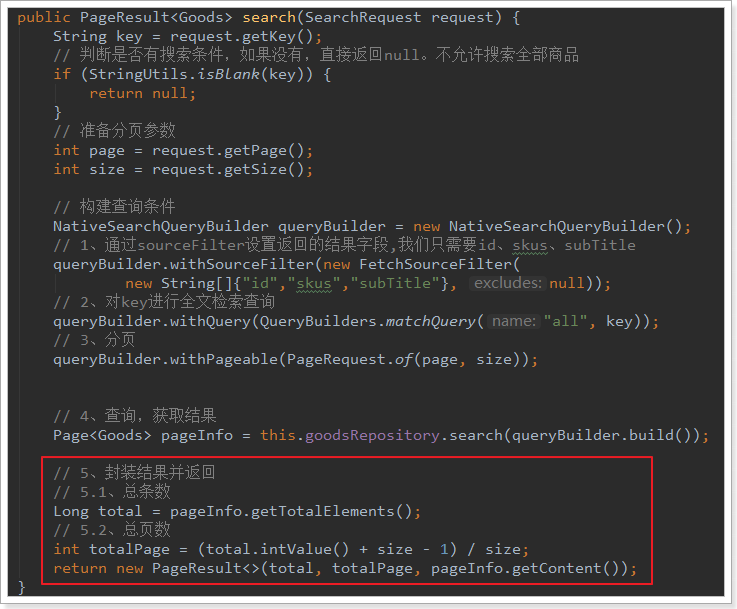 public PageResult<Goods> search(SearchRequest request) {
    String key = request.getKey();
    // 判断是否有搜索条件，如果没有，直接返回null。不允许搜索全部商品
    if (StringUtils.isBlank(key)) {
        return null;
    }
    // 准备分页参数
    int page = request.getPage();
    int size = request.getSize();

    // 构建查询条件
    NativeSearchQueryBuilder queryBuilder = new NativeSearchQueryBuilder();
    // 1、通过sourceFilter设置返回的结果字段,我们只需要id、skus、subTitle
    queryBuilder.withSourceFilter(new FetchSourceFilter(
            new String[]{"id","skus","subTitle"}, excludes: null));
    // 2、对key进行全文检索查询
    queryBuilder.withQuery(QueryBuilders.matchQuery( name: "all", key));
    // 3、分页
    queryBuilder.withPageable(PageRequest.of(page, size));

    // 4、查询，获取结果
    Page<Goods> pageInfo = this.goodsRepository.search(queryBuilder.build());

    // 5、封装结果并返回
    // 5.1、总条数
    Long total = pageInfo.getTotalElements();
    // 5.2、总页数
    int totalPage = (total.intValue() + size - 1) / size;
    return new PageResult<>(total, totalPage, pageInfo.getContent());
}